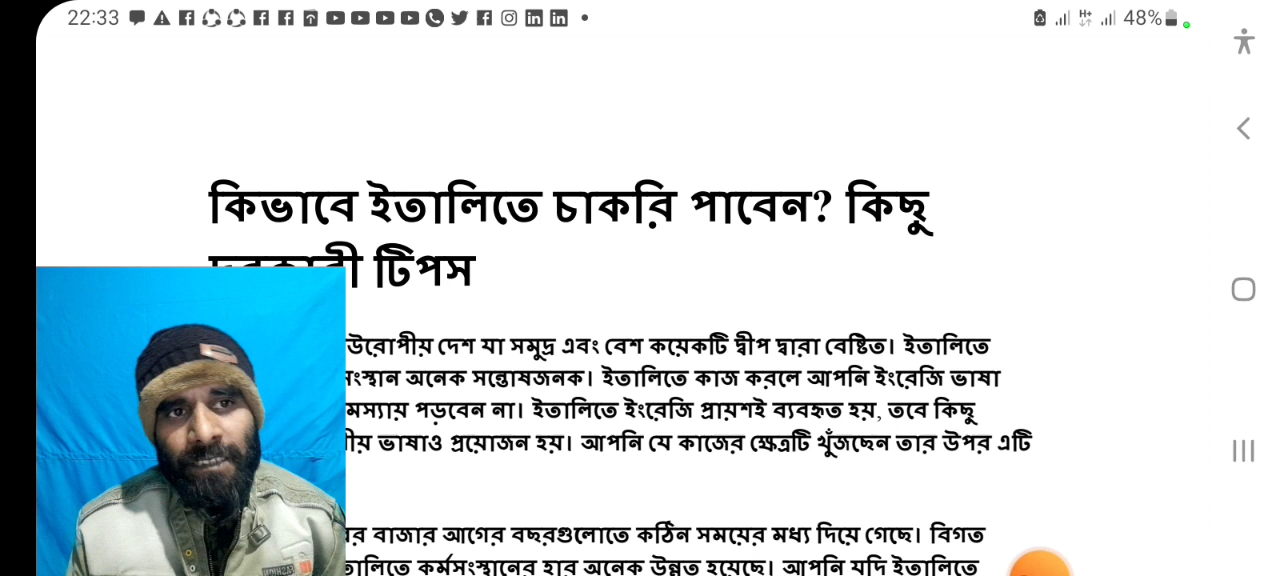 22:33
H+
48%
কিভাবে ইতালিতে চাকরি পাবেন? কিছু
টিপস
উরোপীয় দেশ যা সমুদ্র এবং বেশ কয়েকটি দ্বীপ দ্বারা বেষ্টিত। ইতালিতে
অনেক সন্তোষজনক। ইতালিতে কাজ করলে আপনি ইংরেজি ভাষা
পড়বেন না। ইতালিতে ইংরেজি প্রায়শই ব্যবহৃত হয়, তবে কিছু
ভাষাও প্রয়োজন হয়। আপনি যে কাজের ক্ষেত্রটি খুঁজছেন তার উপর এটি
বাজার আগের বছরগুলোতে কঠিন সময়ের মধ্য দিয়ে গেছে। বিগত
কর্মসংস্থানের হার অনেক উন্নত হয়েছে। আপনি যদি ইতালিতে